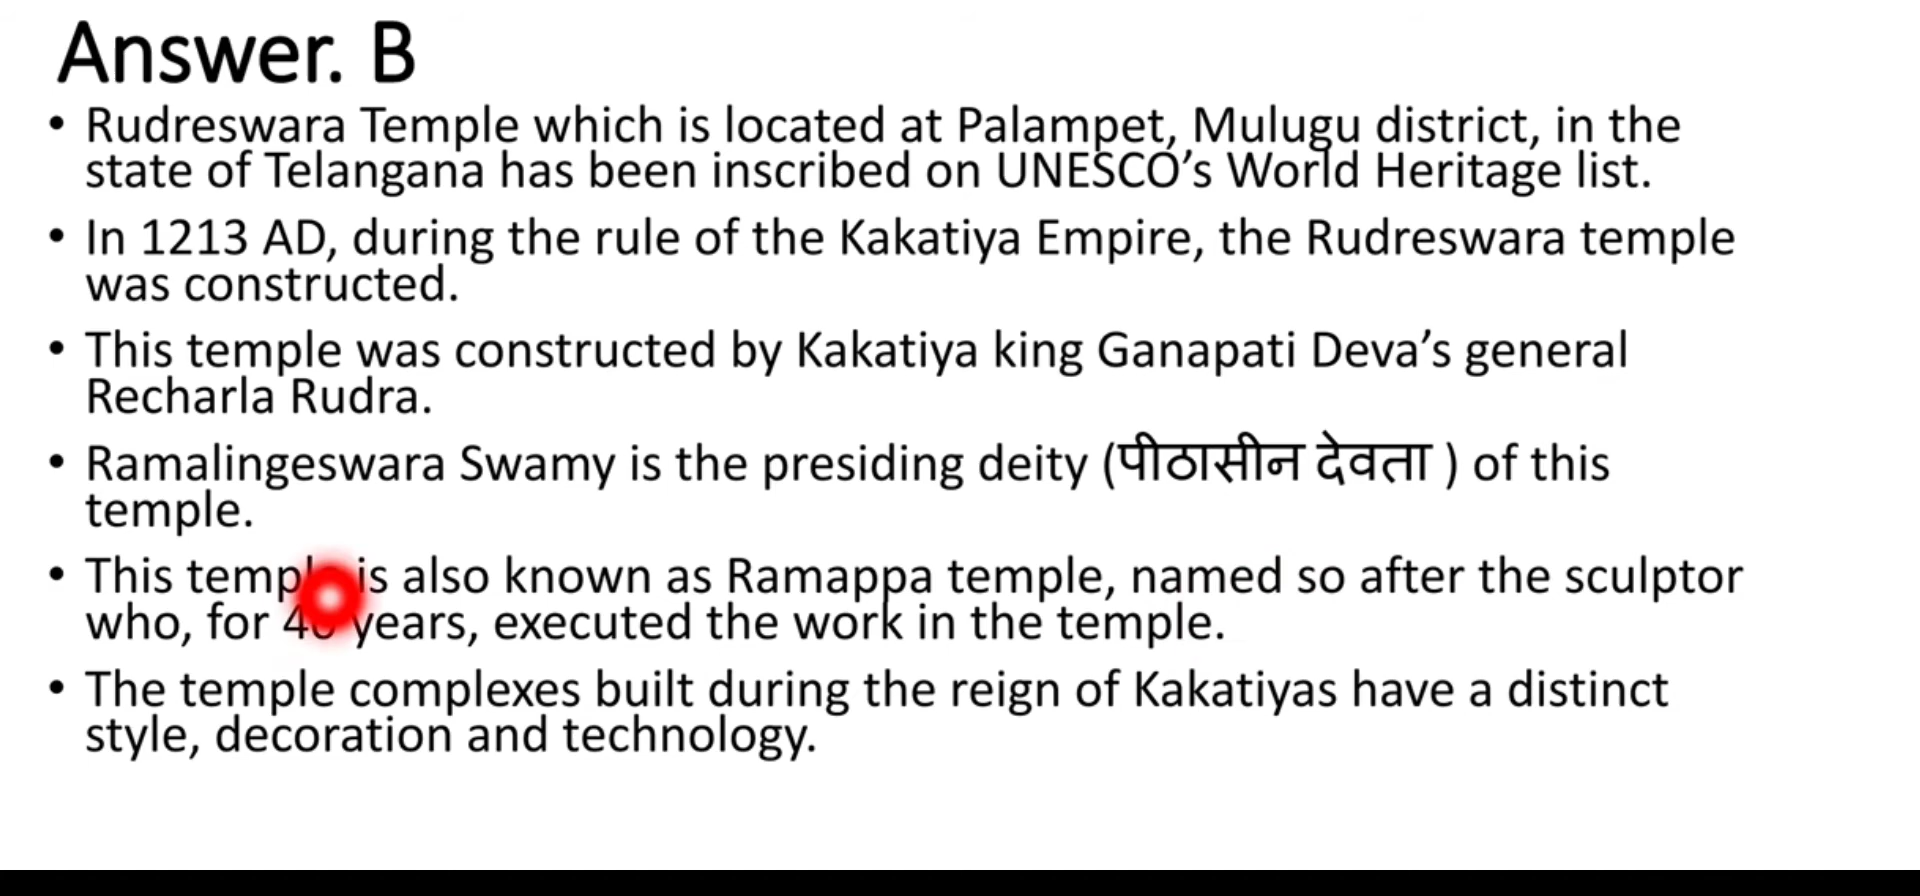 Answer. B
• Rudreswara Temple which is located at Palampet, Mulugu district, in the
state of Telangana has been inscribed on UNESCO’s World Heritage list.
• In 1213 AD, during the rule of the Kakatiya Empire, the Rudreswara temple
was constructed.
• This temple was constructed by Kakatiya king Ganapati Deva’s general
Recharla Rudra.
• Ramalingeswara Swamy is the presiding deity (पीठासीन देवता ) of this
temple.
• This temple is also known as Ramappa temple, named so after the sculptor
who, for 40 years, executed the work in the temple.
• The temple complexes built during the reign of Kakatiyas have a distinct
style, decoration and technology.